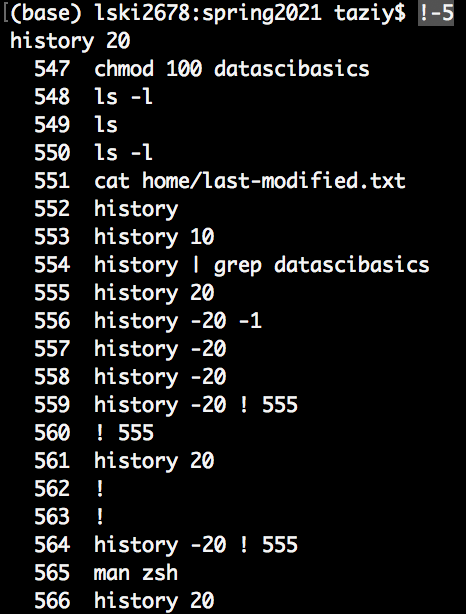 (base) lski2678:spring2021 taziy$ !-5
history 20
547 chmod 100 datascibasics
548 ls -l
549 ls
550 ls -l
551 cat home/last-modified.txt
552 history
553 history 10
554 history | grep datascibasics
555 history 20
556 history -20 -1
557 history -20
558 history -20
559 history -20 ! 555
560 ! 555
561 history 20
562 !
563 !
564 history -20 ! 555
565 man zsh
566 history 20